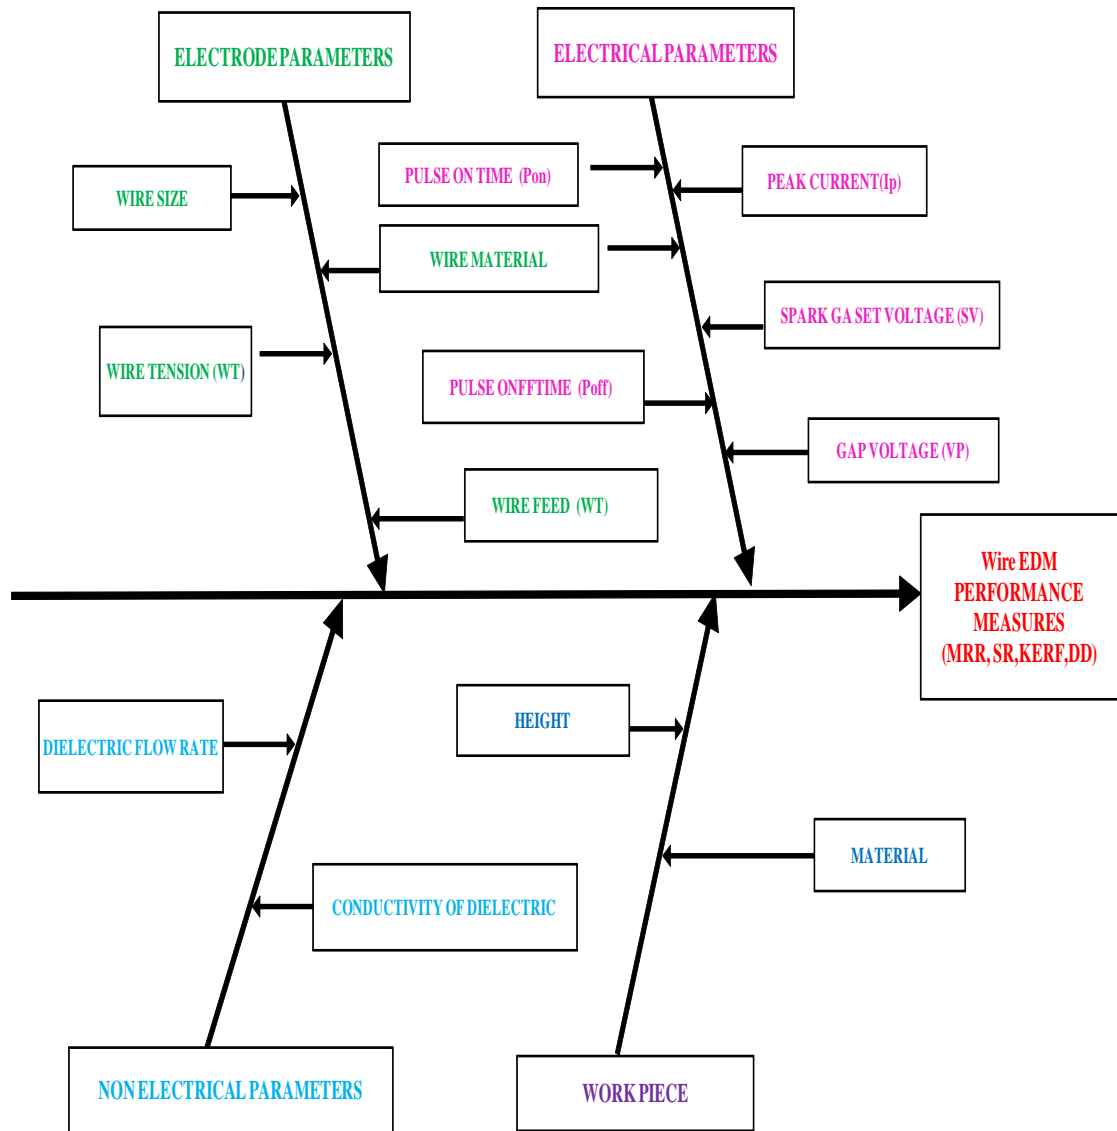 ELECTRODE PARAMETERS
ELECTRICAL PARAMETERS
PULSE ON TIME (Pon)
PEAK CURRENT(Ip)
WIRE SIZE
WIRE MATERIAL
SPARK GA SET VOLTAGE (SV)
WIRE TENSION (WT)
PULSE ONFFTIME (Poff)
GAP VOLTAGE (VP)
WIRE FEED (WT)
Wire EDM
PERFORMANCE
MEASURES
(MRR, SR,KERF,DD)
HEIGHT
DIELECTRIC FLOW RATE
MATERIAL
CONDUCTIVITY OF DIELECTRIC
NON ELECTRICAL PARAMETERS
WORK PIECE